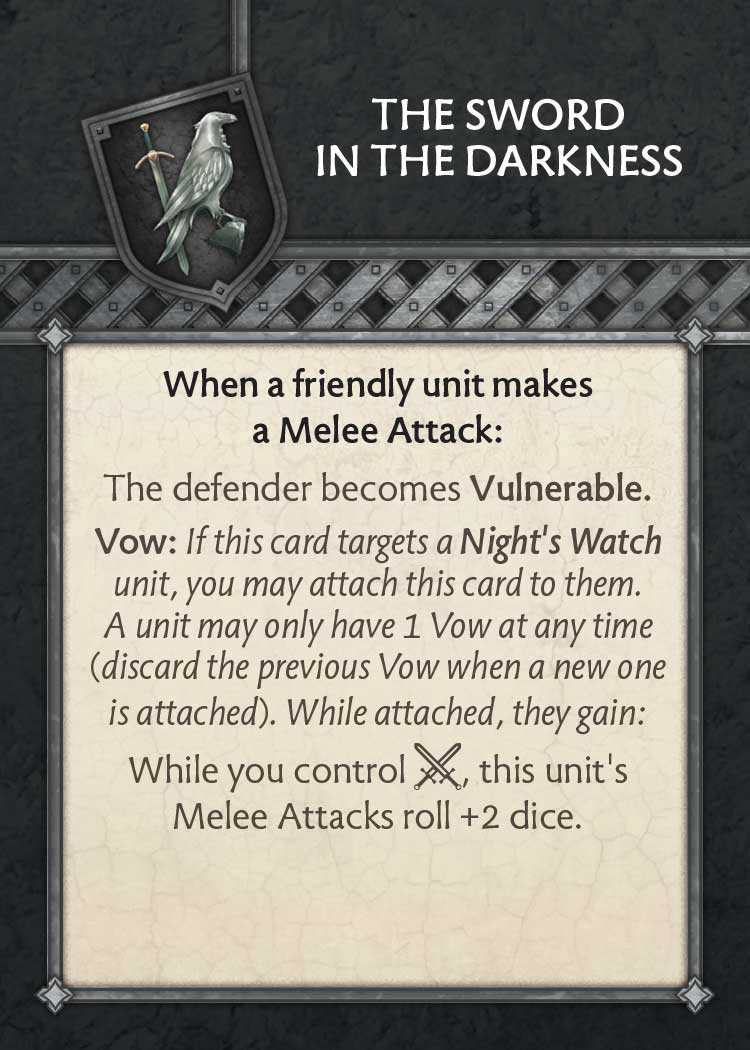 THE SWORD
IN THE DARKNESS
When a friendly unit makes
a Melee Attack:
The defender becomes Vulnerable.
Vow: If this card targets a Night's Watch
unit, you may attach this card to them.
A unit may only have 1 Vow at any time
(discard the previous Vow when a new one
is attached). While attached, they gain:
While you control , this unit's
Melee Attacks roll +2 dice.